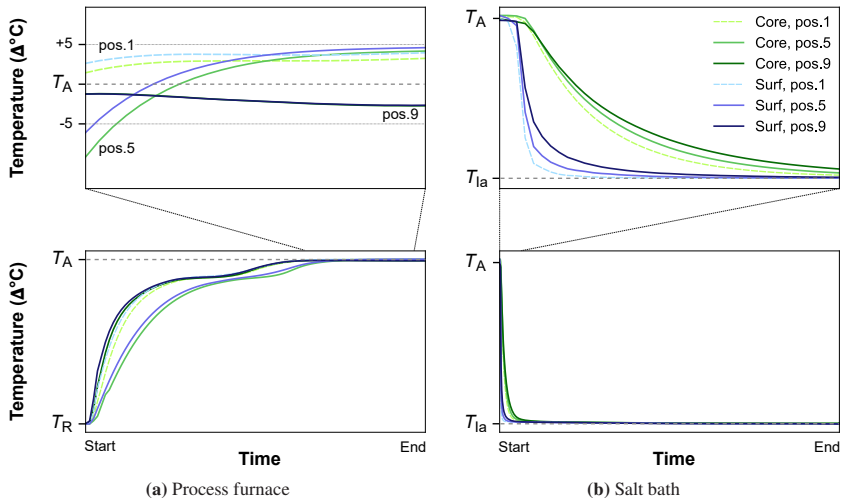 Temperature (Δ°C)
+5
T_A
-5
pos.1
pos.5
pos.9
T_A
T_Ia
Core, pos.1
Core, pos.5
Core, pos.9
Surf, pos.1
Surf, pos.5
Surf, pos.9
Temperature (Δ°C)
T_A
T_R
Start
End
Time
T_A
T_Ia
Start
End
Time
(a) Process furnace
(b) Salt bath